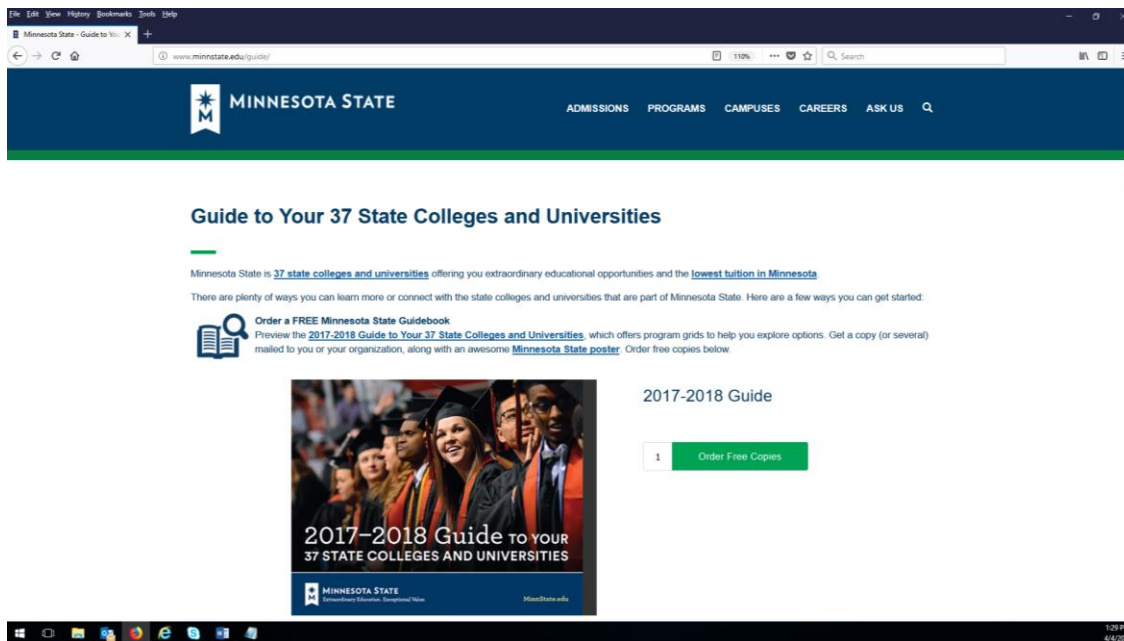 File Edit View History Bookmarks Tools Help
Minnesota State - Guide to You
www.minnstate.edu/guide/
110%
Search
MINNESOTA STATE
ADMISSIONS PROGRAMS CAMPUSES CAREERS ASK US
Guide to Your 37 State Colleges and Universities
Minnesota State is 37 state colleges and universities offering you extraordinary educational opportunities and the lowest tuition in Minnesota.
There are plenty of ways you can learn more or connect with the state colleges and universities that are part of Minnesota State. Here are a few ways you can get started:
Order a FREE Minnesota State Guidebook
Preview the 2017-2018 Guide to Your 37 State Colleges and Universities, which offers program grids to help you explore options. Get a copy (or several)
mailed to you or your organization, along with an awesome Minnesota State poster. Order free copies below.
2017-2018 Guide
1 Order Free Copies
2017–2018 Guide TO YOUR
37 STATE COLLEGES AND UNIVERSITIES
MINNESOTA STATE
Extraordinary Education. Exceptional Value.
MinnState.edu
1:29 P
4/4/20